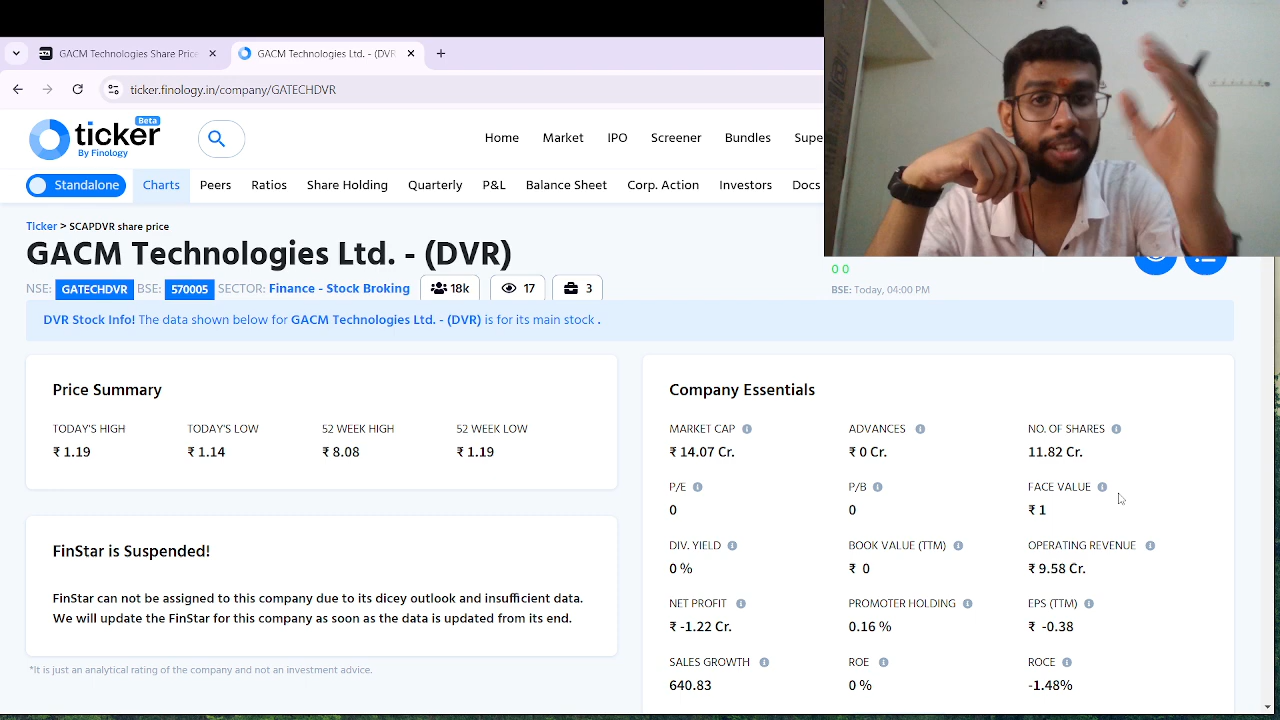 GACM Technologies Share Price
GACM Technologies Ltd. - (DVR
ticker.finology.in/company/GATECHDVR
ticker Beta
By Finology
Home Market IPO Screener Bundles Supe
Standalone Charts Peers Ratios Share Holding Quarterly P&L Balance Sheet Corp. Action Investors Docs
Ticker > SCAPDVR share price
GACM Technologies Ltd. - (DVR)
0 0
NSE: GATECHDVR BSE: 570005 SECTOR: Finance - Stock Broking 18k 17 3
BSE: Today, 04:00 PM
DVR Stock Info! The data shown below for GACM Technologies Ltd. - (DVR) is for its main stock .
Price Summary
TODAY'S HIGH TODAY'S LOW 52 WEEK HIGH 52 WEEK LOW
₹ 1.19 ₹ 1.14 ₹ 8.08 ₹ 1.19
FinStar is Suspended!
FinStar can not be assigned to this company due to its dicey outlook and insufficient data.
We will update the FinStar for this company as soon as the data is updated from its end.
*It is just an analytical rating of the company and not an investment advice.
Company Essentials
MARKET CAP ADVANCES NO. OF SHARES
₹ 14.07 Cr. ₹ 0 Cr. 11.82 Cr.
P/E P/B FACE VALUE
0 0 ₹ 1
DIV. YIELD BOOK VALUE (TTM) OPERATING REVENUE
0 % ₹ 0 ₹ 9.58 Cr.
NET PROFIT PROMOTER HOLDING EPS (TTM)
₹ -1.22 Cr. 0.16 % ₹ -0.38
SALES GROWTH ROE ROCE
640.83 0 % -1.48%